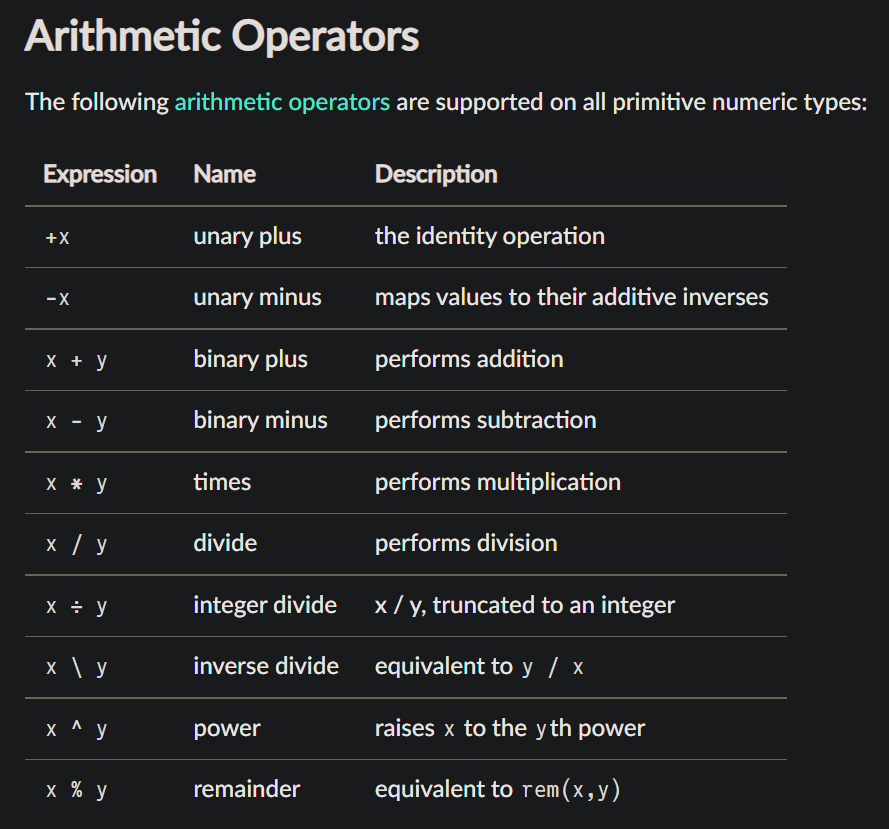 Arithmetic Operators
The following arithmetic operators are supported on all primitive numeric types:
Expression Name Description
+x unary plus the identity operation
-x unary minus maps values to their additive inverses
x + y binary plus performs addition
x - y binary minus performs subtraction
x * y times performs multiplication
x / y divide performs division
x ÷ y integer divide x / y, truncated to an integer
x \ y inverse divide equivalent to y / x
x ^ y power raises x to the yth power
x % y remainder equivalent to rem(x,y)